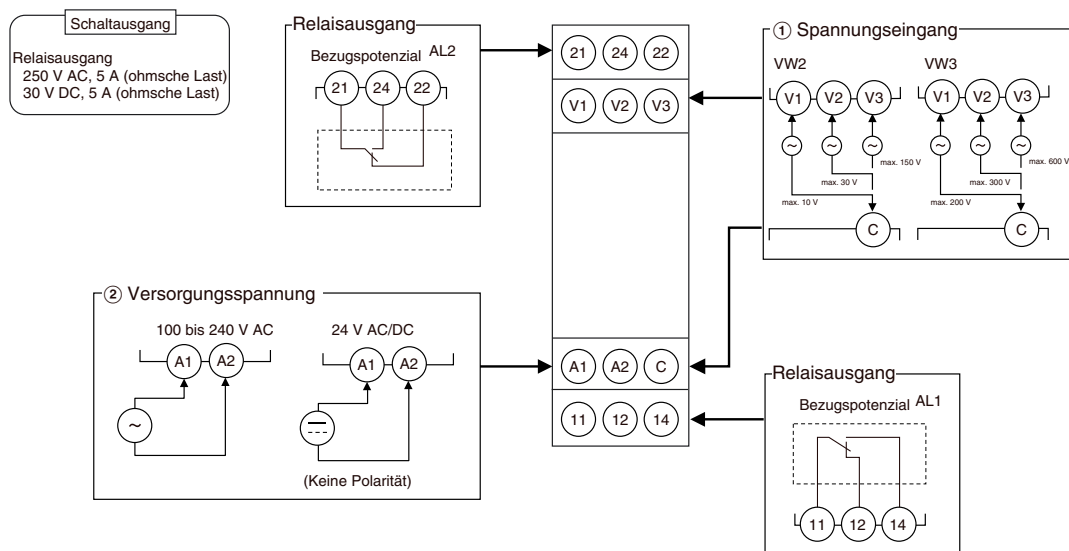 Schaltausgang
Relaisausgang
250 V AC, 5 A (ohmsche Last)
30 V DC, 5 A (ohmsche Last)
Relaisausgang
Bezugspotenzial AL2
21 24 22
21 24 22
V1 V2 V3
① Spannungseingang
VW2 VW3
V1 V2 V3 V1 V2 V3
~ ~ ~ ~ ~ ~
max. 150 V max. 600 V
max. 30 V max. 300 V
max. 10 V max. 200 V
C C
② Versorgungsspannung
100 bis 240 V AC 24 V AC/DC
A1 A2 A1 A2
~
(Keine Polarität)
A1 A2 C
11 12 14
Relaisausgang
Bezugspotenzial AL1
11 12 14